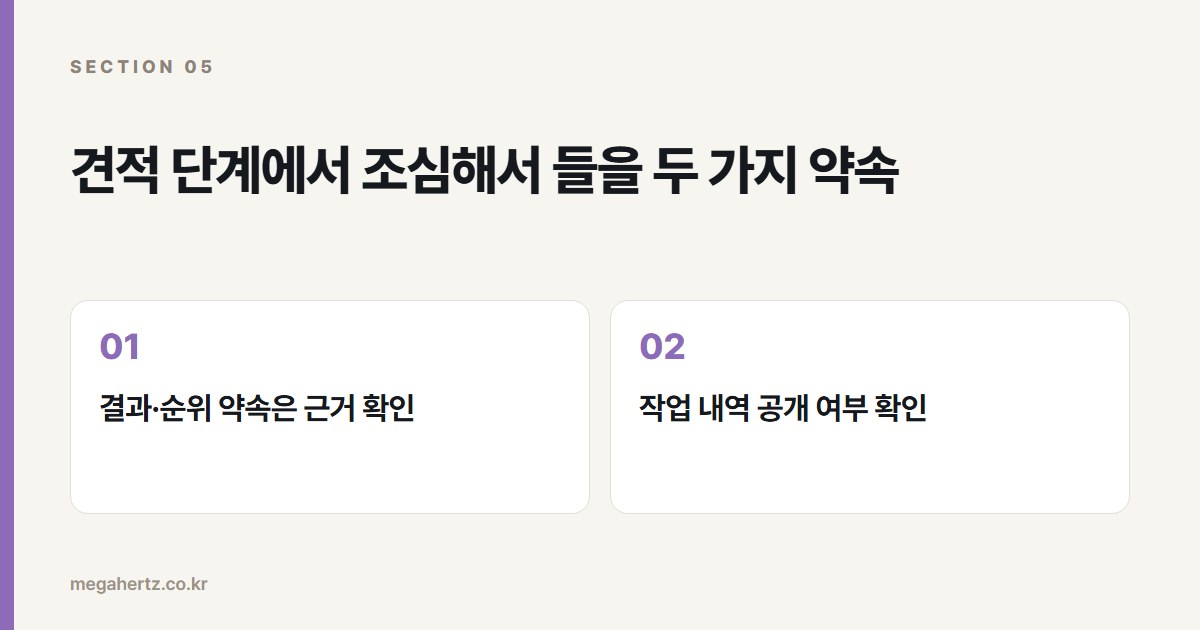 SECTION 05
견적 단계에서 조심해서 들을 두 가지 약속
01
결과·순위 약속은 근거 확인
02
작업 내역 공개 여부 확인
megahertz.co.kr